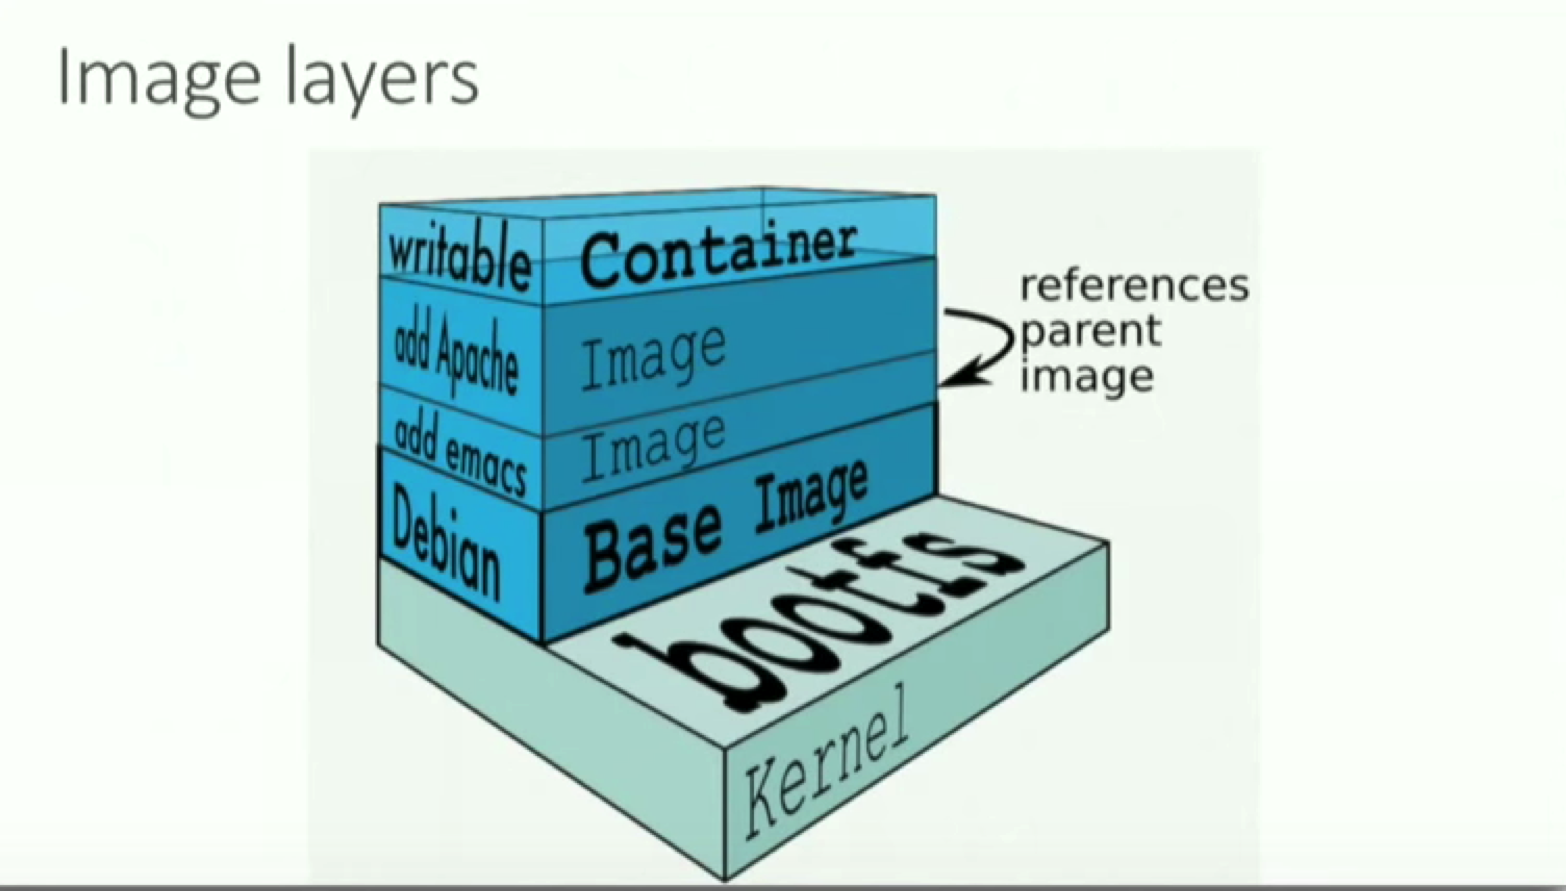 Image layers
writable Container
add Apache Image
add emacs Image
Debian Base Image
references
parent
image
bootfs
Kernel